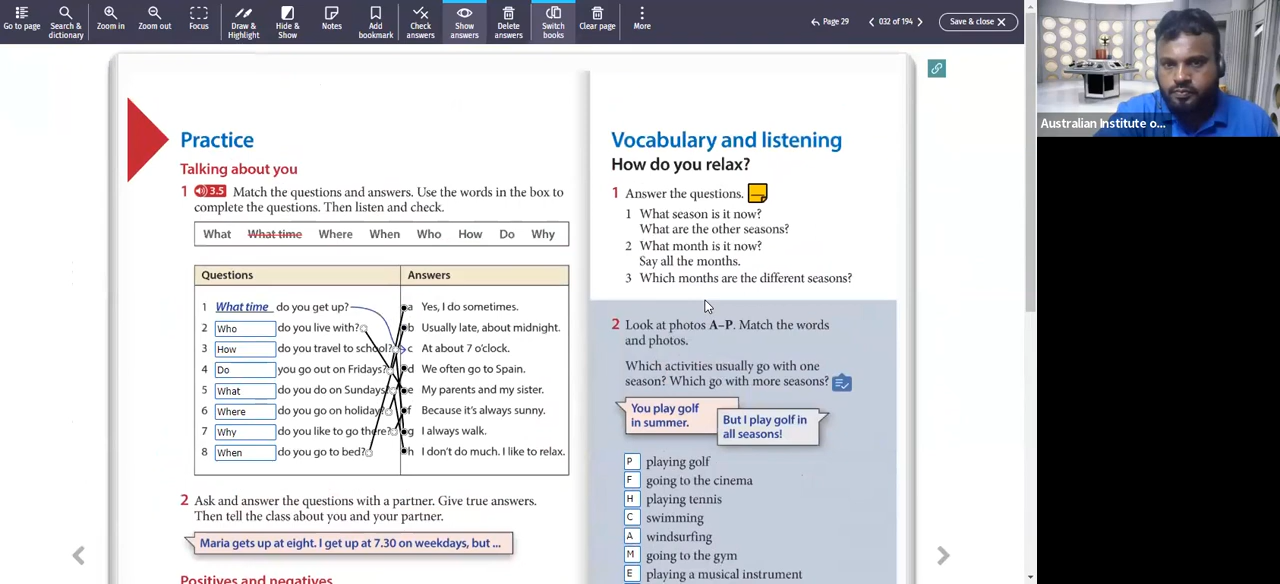 Go to page
Search & dictionary
Zoom in
Zoom out
Focus
Draw & Highlight
Hide & Show
Notes
Add bookmark
Check answers
Show answers
Delete answers
Switch books
Clear page
More
Page 29
032 of 194
Save & close
Australian Institute o...
Practice
Talking about you
1 3.5 Match the questions and answers. Use the words in the box to
complete the questions. Then listen and check.
What What time Where When Who How Do Why
Questions Answers
1 What time do you get up? a Yes, I do sometimes.
2 Who do you live with? b Usually late, about midnight.
3 How do you travel to school? c At about 7 o'clock.
4 Do you go out on Fridays? d We often go to Spain.
5 What do you do on Sundays? e My parents and my sister.
6 Where do you go on holiday? f Because it's always sunny.
7 Why do you like to go there? g I always walk.
8 When do you go to bed? h I don't do much. I like to relax.
2 Ask and answer the questions with a partner. Give true answers.
Then tell the class about you and your partner.
Maria gets up at eight. I get up at 7.30 on weekdays, but ...
Positives and negatives
Vocabulary and listening
How do you relax?
1 Answer the questions.
1 What season is it now?
What are the other seasons?
2 What month is it now?
Say all the months.
3 Which months are the different seasons?
2 Look at photos A–P. Match the words
and photos.
Which activities usually go with one
season? Which go with more seasons?
You play golf
in summer.
But I play golf in
all seasons!
P playing golf
F going to the cinema
H playing tennis
C swimming
A windsurfing
M going to the gym
E playing a musical instrument